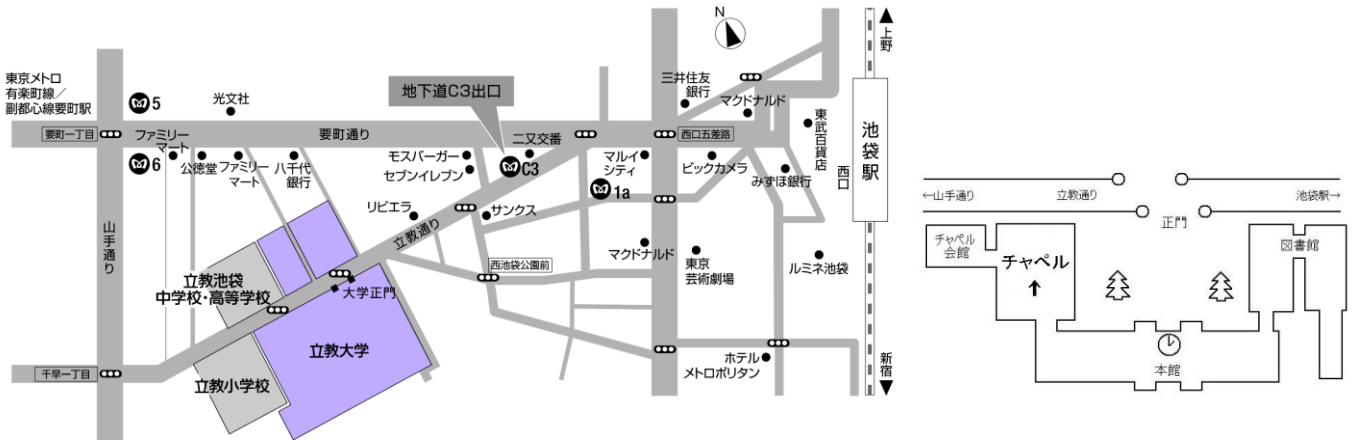 N
上野
東京メトロ
有楽町線／
副都心線要町駅
5
光文社
地下道C3出口
三井住友
銀行
マクドナルド
東武百貨店
池袋駅
西口
要町一丁目
要町通り
二又交番
西口五差路
ファミリー
マート
6
公徳堂
ファミリー
マート
八千代
銀行
モスバーガー
セブンイレブン
C3
マルイ
シティ
ビックカメラ
みずほ銀行
1a
リビエラ
サンクス
山手通り
立教通り
マクドナルド
東京
芸術劇場
ルミネ池袋
西池袋公園前
立教池袋
中学校・高等学校
大学正門
立教大学
立教小学校
千早一丁目
ホテル
メトロポリタン
新宿
←山手通り
立教通り
池袋駅→
正門
チャペル
会館
チャペル
図書館
本館